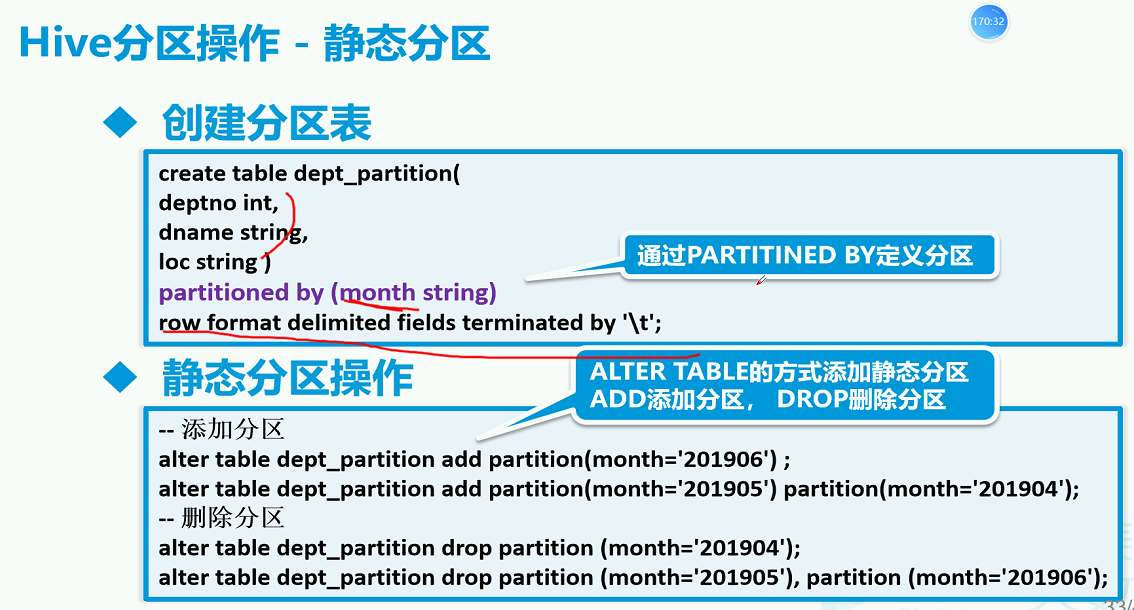 Hive分区操作 - 静态分区
170:32
创建分区表
create table dept_partition(
deptno int,
dname string,
loc string )
partitioned by (month string)
row format delimited fields terminated by '\t';
通过PARTITINED BY定义分区
静态分区操作
ALTER TABLE的方式添加静态分区
ADD添加分区， DROP删除分区
-- 添加分区
alter table dept_partition add partition(month='201906') ;
alter table dept_partition add partition(month='201905') partition(month='201904');
-- 删除分区
alter table dept_partition drop partition (month='201904');
alter table dept_partition drop partition (month='201905'), partition (month='201906');
33/